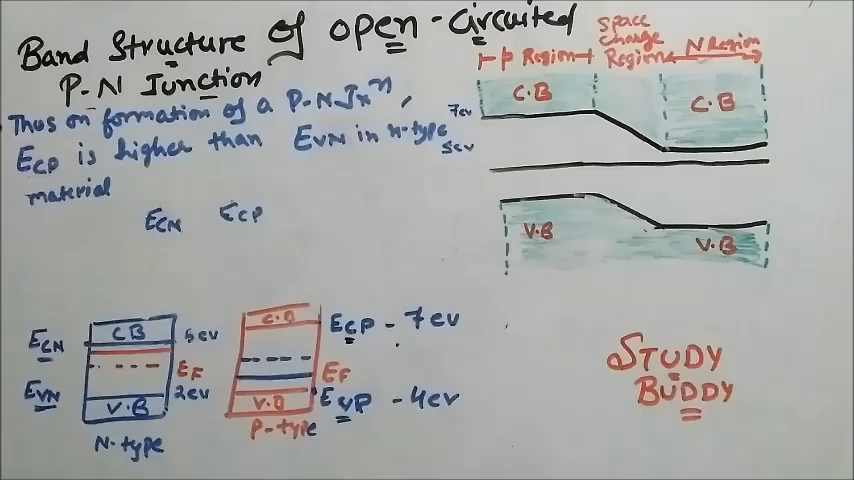 Band Structure of open-circuited
P-N Junction
Thus on formation of a P-N Jxⁿ,
ECP is higher than EVN in n-type
material
ECN ECP
P Region
Space
charge
Region
N Region
C.B
C.B
7ev
5ev
V.B
V.B
ECN
CB
5ev
EF
EVN
V.B
2ev
N-type
C.B
ECP - 7ev
EF
V.B
EVP - 4ev
P-type
STUDY
BUDDY